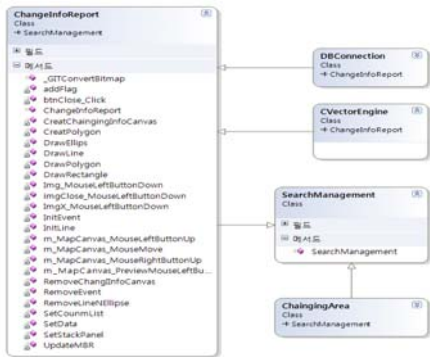 ChangeInfoReport
Class
→ SearchManagement
필드
메서드
_GITConvertBitmap
addFlag
btnClose_Click
ChangeInfoReport
CreatChaingingInfoCanvas
CreatPolygon
DrawEllips
DrawLine
DrawPolygon
DrawRectangle
Img_MouseLeftButtonDown
imgClose_MouseLeftButtonDown
ImgX_MouseLeftButtonDown
InitEvent
InitLine
m_MapCanvas_MouseLeftButtonUp
m_MapCanvas_MouseMove
m_MapCanvas_MouseRightButtonUp
m_MapCanvas_PreviewMouseLeftBu...
RemoveChangInfoCanvas
RemoveEvent
RemoveLineNEllipse
SetCounmList
SetData
SetStackPanel
UpdateMBR
DBConnection
Class
→ ChangeInfoReport
CVectorEngine
Class
→ ChangeInfoReport
SearchManagement
Class
필드
메서드
SearchManagement
ChaingingArea
Class
→ SearchManagement